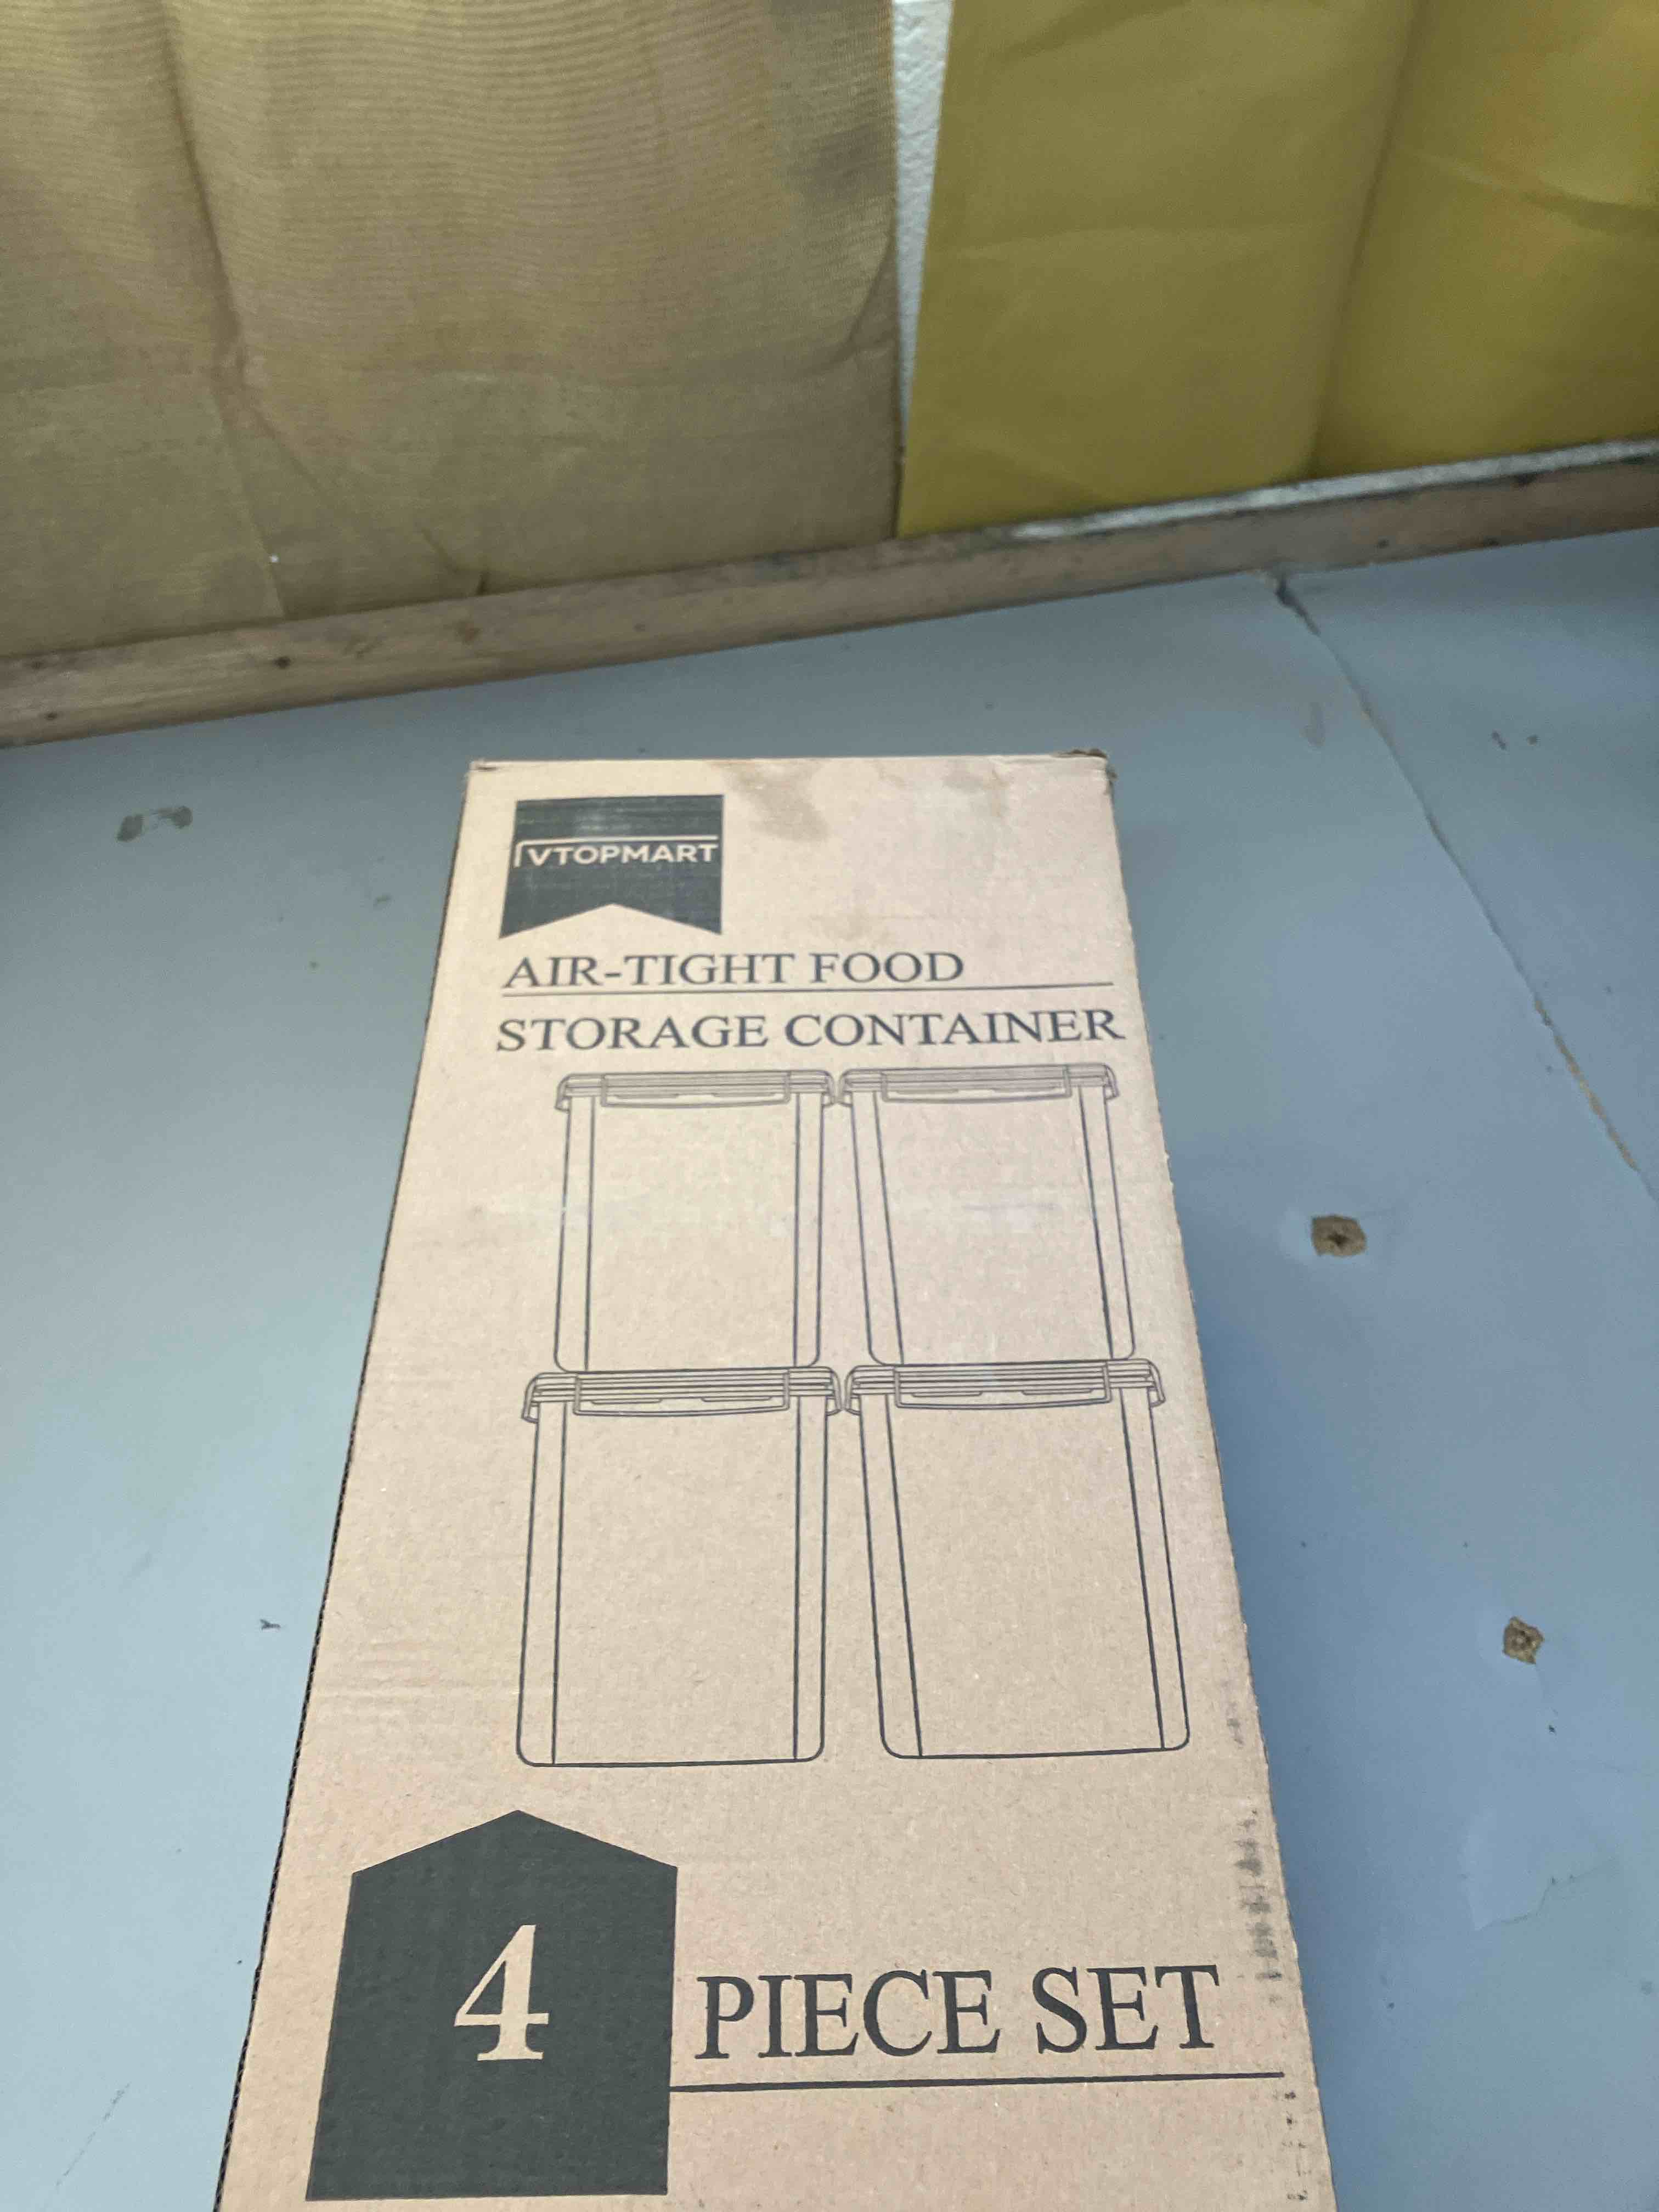 VTOPMART
AIR-TIGHT FOOD
STORAGE CONTAINER
4 PIECE SET